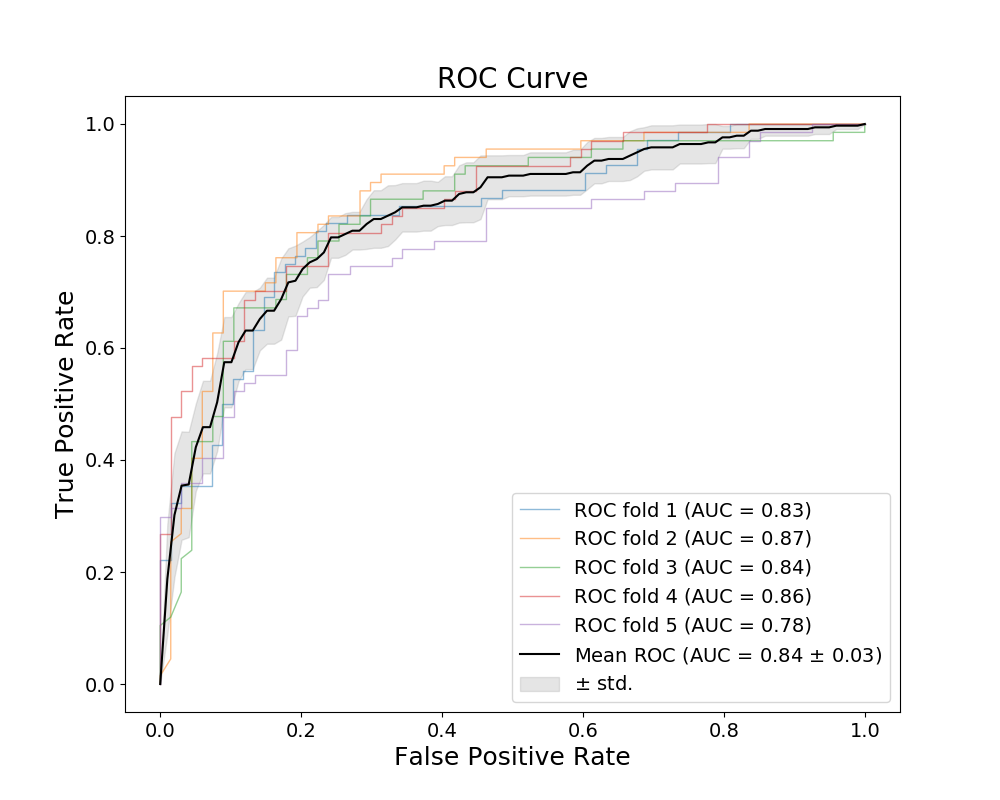 ROC Curve
1.0
0.8
0.6
0.4
0.2
0.0
True Positive Rate
ROC fold 1 (AUC = 0.83)
ROC fold 2 (AUC = 0.87)
ROC fold 3 (AUC = 0.84)
ROC fold 4 (AUC = 0.86)
ROC fold 5 (AUC = 0.78)
Mean ROC (AUC = 0.84 ± 0.03)
± std.
0.0 0.2 0.4 0.6 0.8 1.0
False Positive Rate